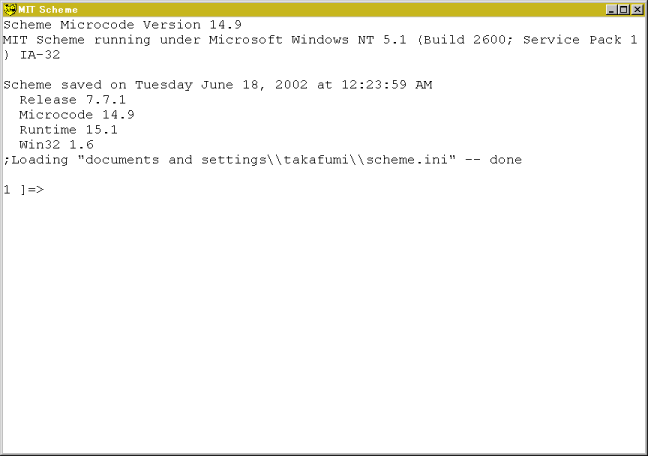 MIT Scheme
Scheme Microcode Version 14.9
MIT Scheme running under Microsoft Windows NT 5.1 (Build 2600; Service Pack 1
) IA-32
Scheme saved on Tuesday June 18, 2002 at 12:23:59 AM
  Release 7.7.1
  Microcode 14.9
  Runtime 15.1
  Win32 1.6
;Loading "documents and settings\\takafumi\\scheme.ini" -- done
1 ]=>